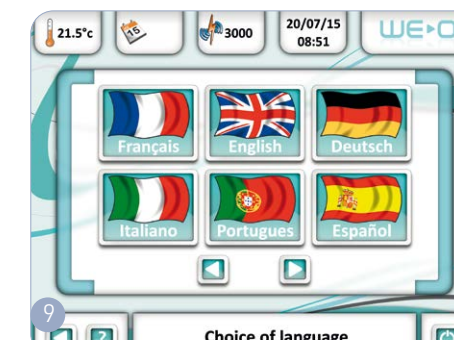 21.5°c
15
3000
20/07/15
08:51
WE
Français
English
Deutsch
Italiano
Portugues
Español
9
?
Choice of language